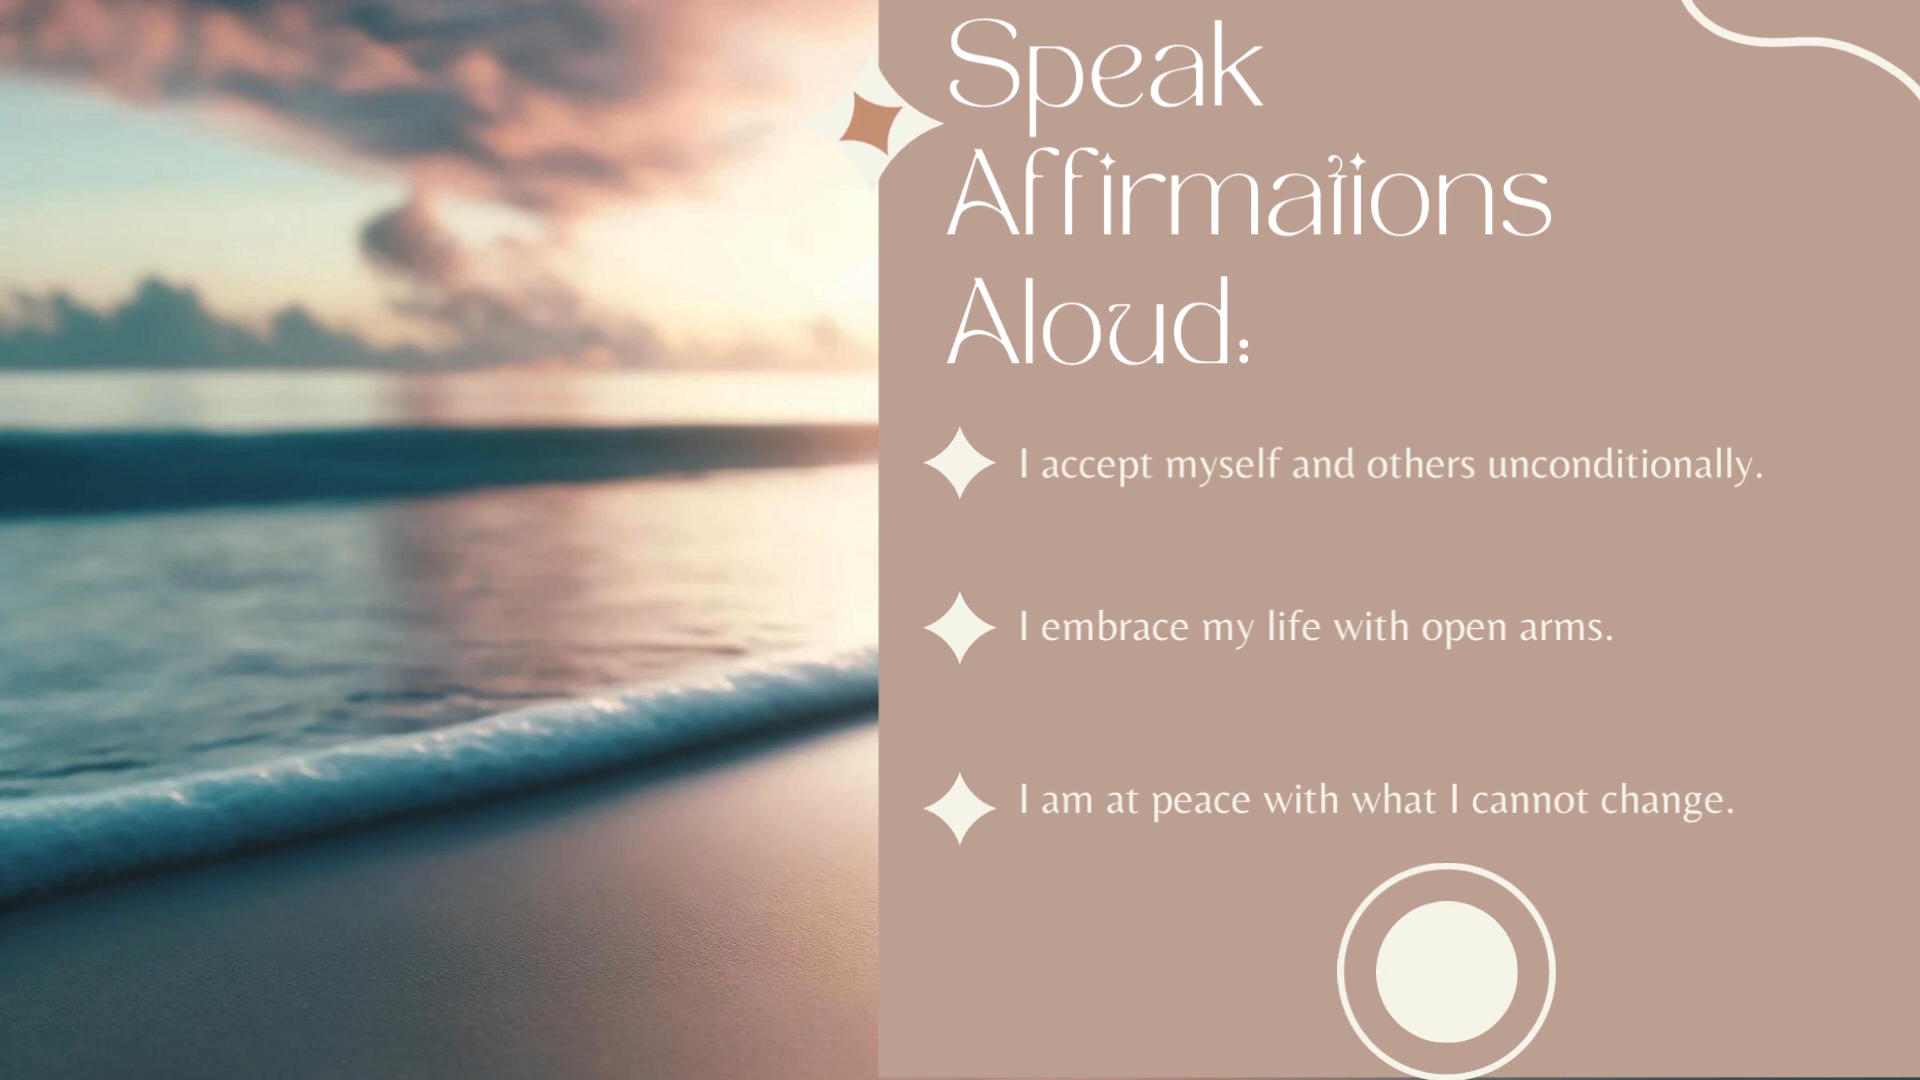 Speak
Affirmations
Aloud:
I accept myself and others unconditionally.
I embrace my life with open arms.
I am at peace with what I cannot change.